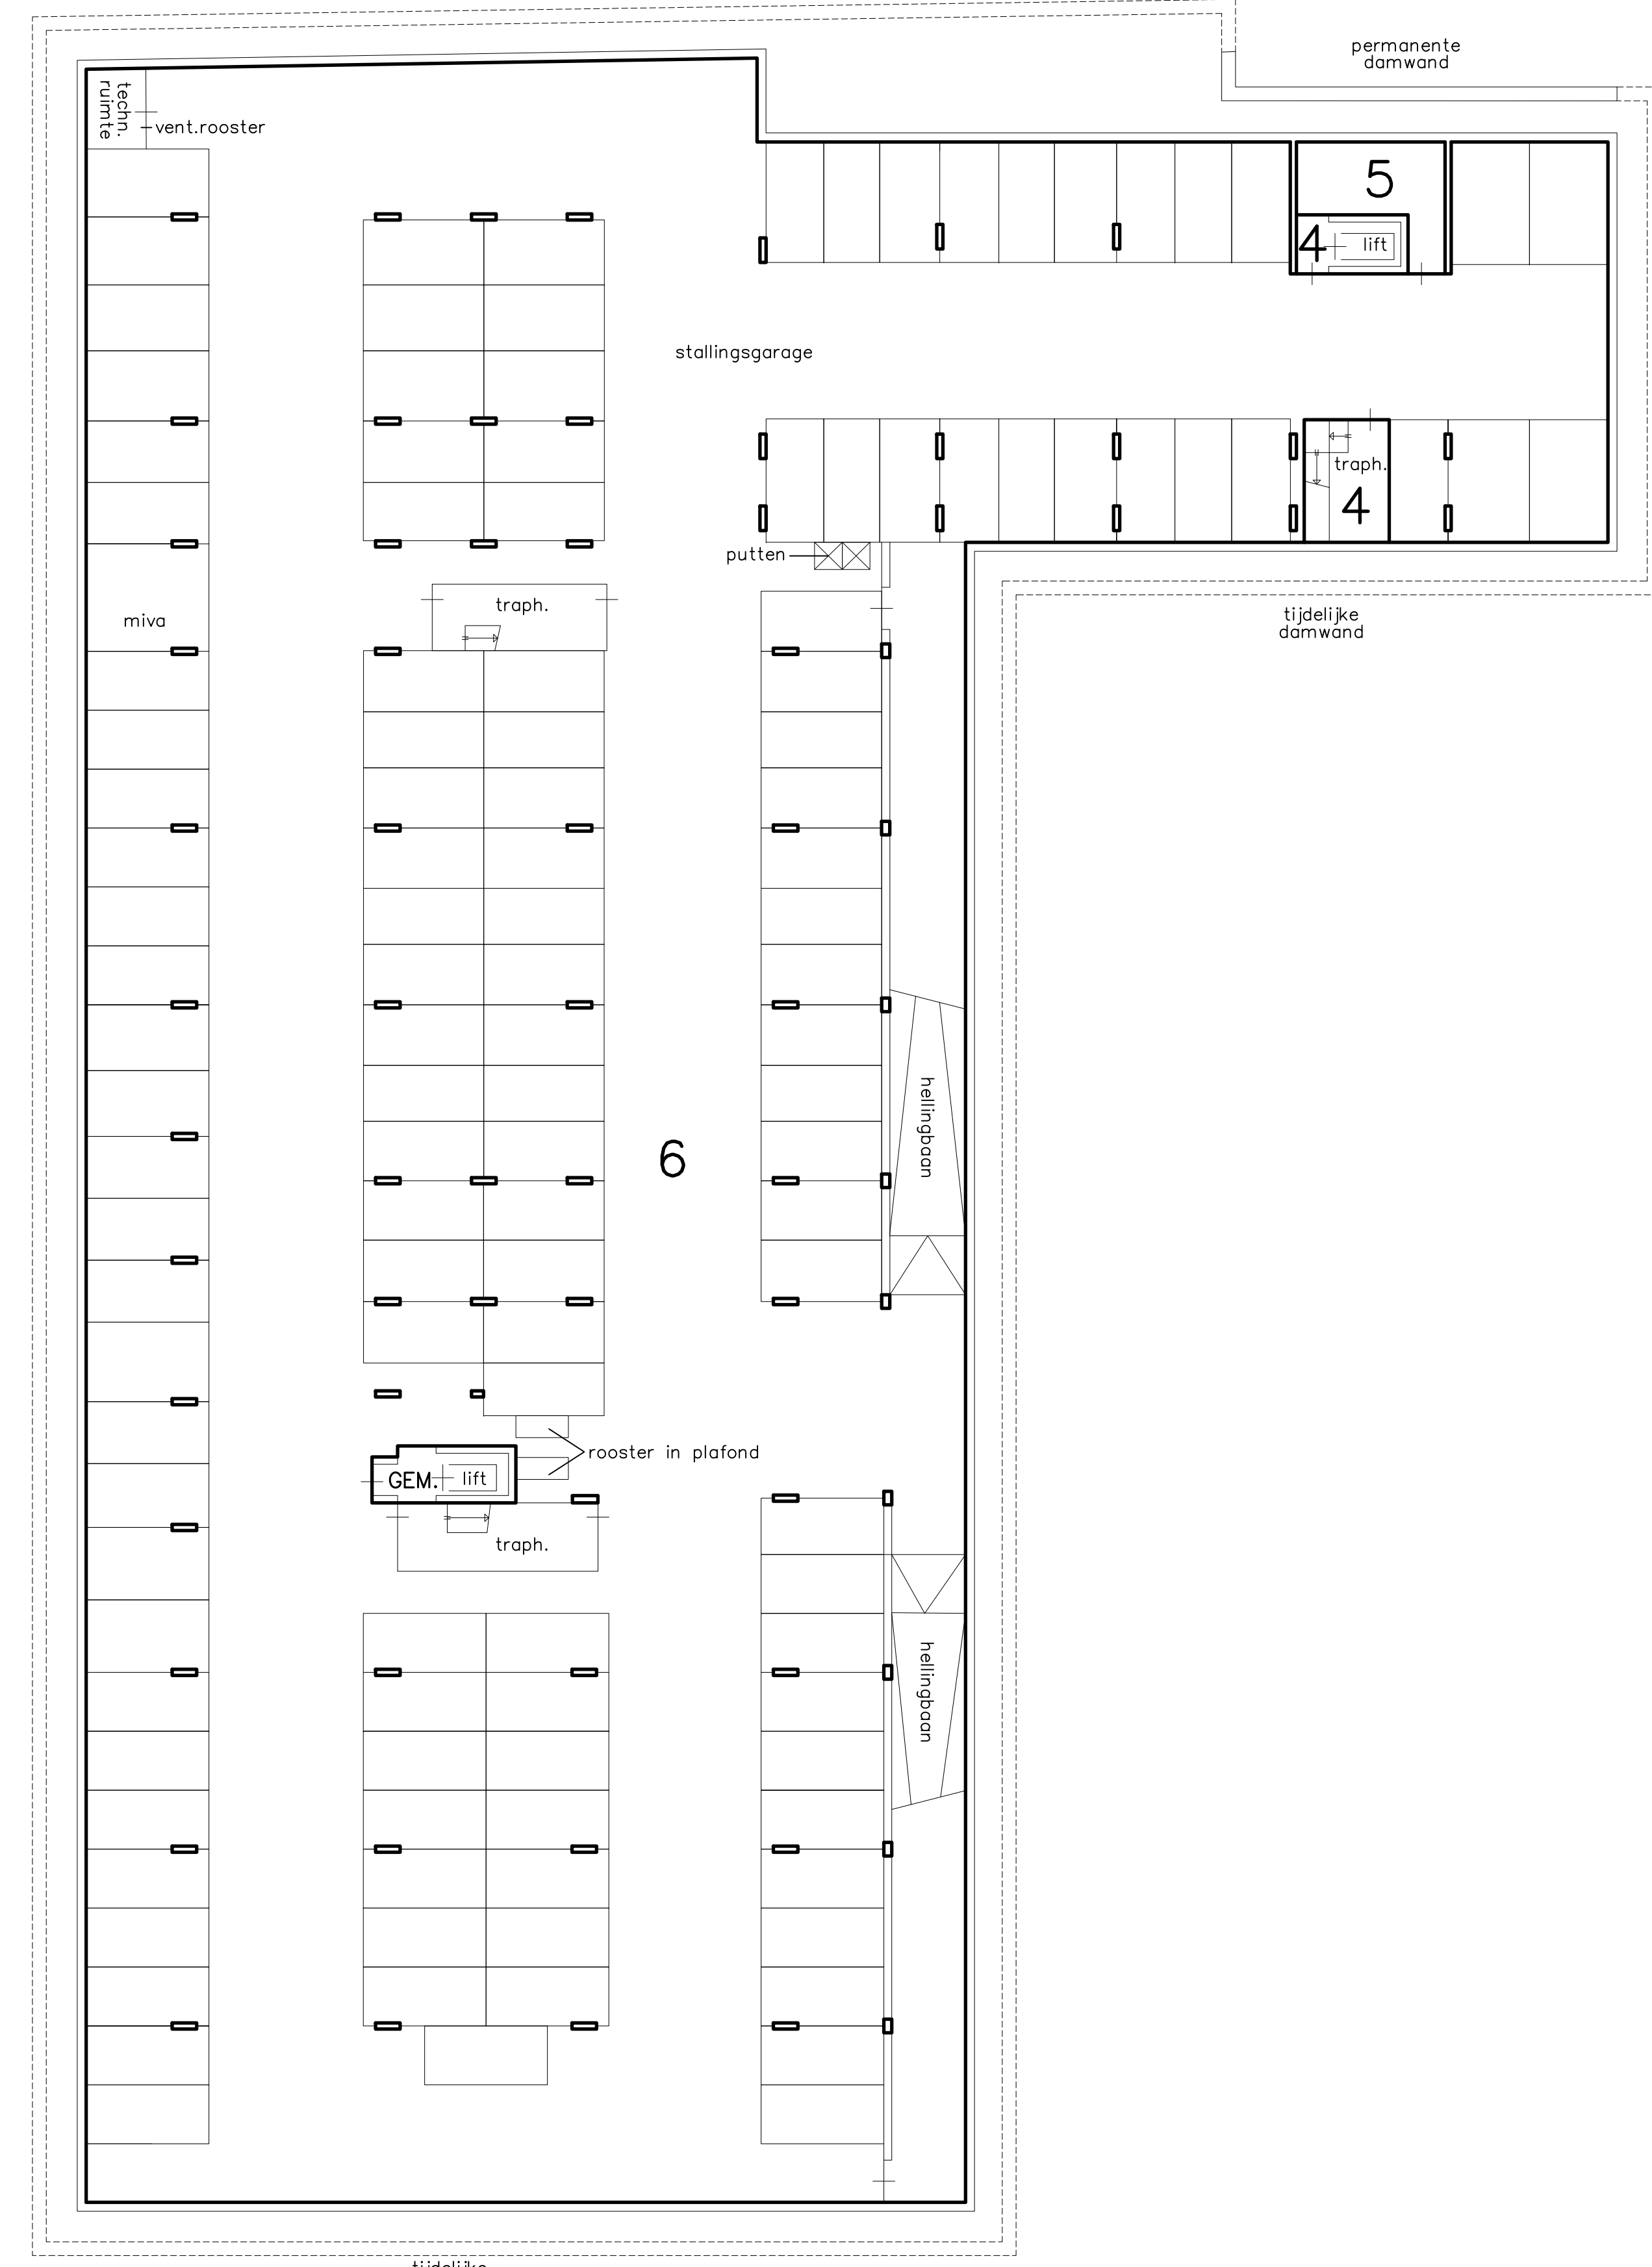 permanente
damwand
techn.
ruimte
vent.rooster
5
4
lift
stallingsgarage
traph.
4
putten
traph.
miva
tijdelijke
damwand
hellingbaan
6
rooster in plafond
GEM.
lift
traph.
hellingbaan
tijdelijke